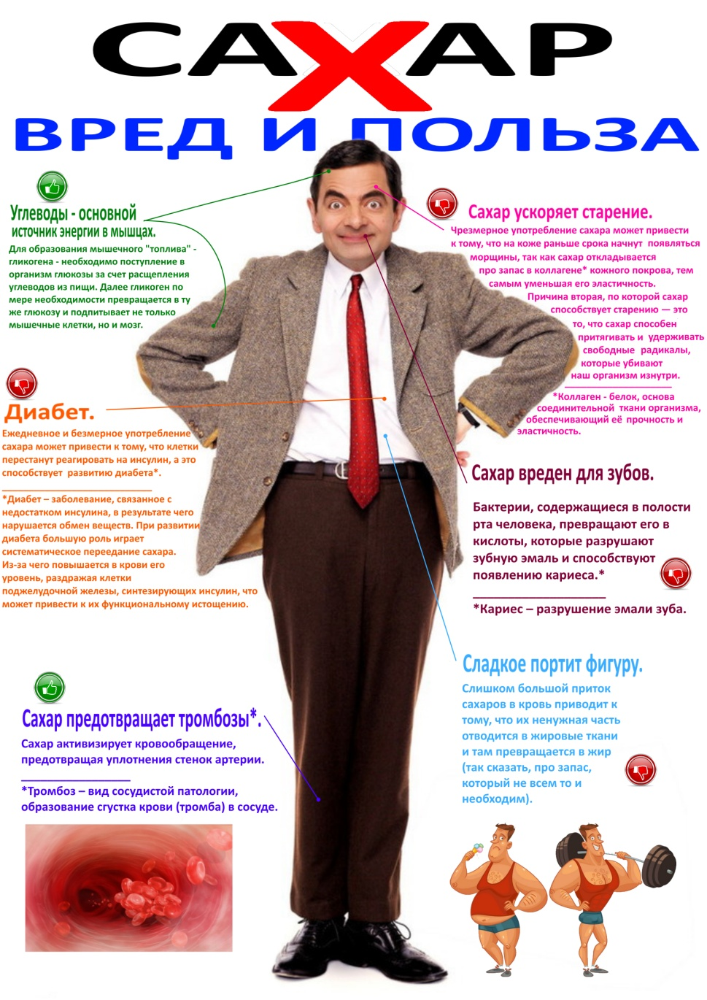 САХАР
ВРЕД И ПОЛЬЗА
Углеводы - основной
источник энергии в мышцах.
Для образования мышечного "топлива" -
гликогена - необходимо поступление в
организм глюкозы за счет расщепления
углеводов из пищи. Далее гликоген по
мере необходимости превращается в ту
же глюкозу и подпитывает не только
мышечные клетки, но и мозг.
Сахар ускоряет старение.
Чрезмерное употребление сахара может привести
к тому, что на коже раньше срока начнут появляться
морщины, так как сахар откладывается
про запас в коллагене* кожного покрова, тем
самым уменьшая его эластичность.
Причина вторая, по которой сахар
способствует старению — это
то, что сахар способен
притягивать и удерживать
свободные радикалы,
которые убивают
наш организм изнутри.
*Коллаген - белок, основа
соединительной ткани организма,
обеспечивающий её прочность и
эластичность.
Диабет.
Ежедневное и безмерное употребление
сахара может привести к тому, что клетки
перестанут реагировать на инсулин, а это
способствует развитию диабета*.
*Диабет – заболевание, связанное с
недостатком инсулина, в результате чего
нарушается обмен веществ. При развитии
диабета большую роль играет
систематическое переедание сахара.
Из-за чего повышается в крови его
уровень, раздражая клетки
поджелудочной железы, синтезирующих инсулин, что
может привести к их функциональному истощению.
Сахар вреден для зубов.
Бактерии, содержащиеся в полости
рта человека, превращают его в
кислоты, которые разрушают
зубную эмаль и способствуют
появлению кариеса.*
*Кариес – разрушение эмали зуба.
Сладкое портит фигуру.
Слишком большой приток
сахаров в кровь приводит к
тому, что их ненужная часть
отводится в жировые ткани
и там превращается в жир
(так сказать, про запас,
который не всем то и
необходим).
Сахар предотвращает тромбозы*.
Сахар активизирует кровообращение,
предотвращая уплотнения стенок артерии.
*Тромбоз – вид сосудистой патологии,
образование сгустка крови (тромба) в сосуде.